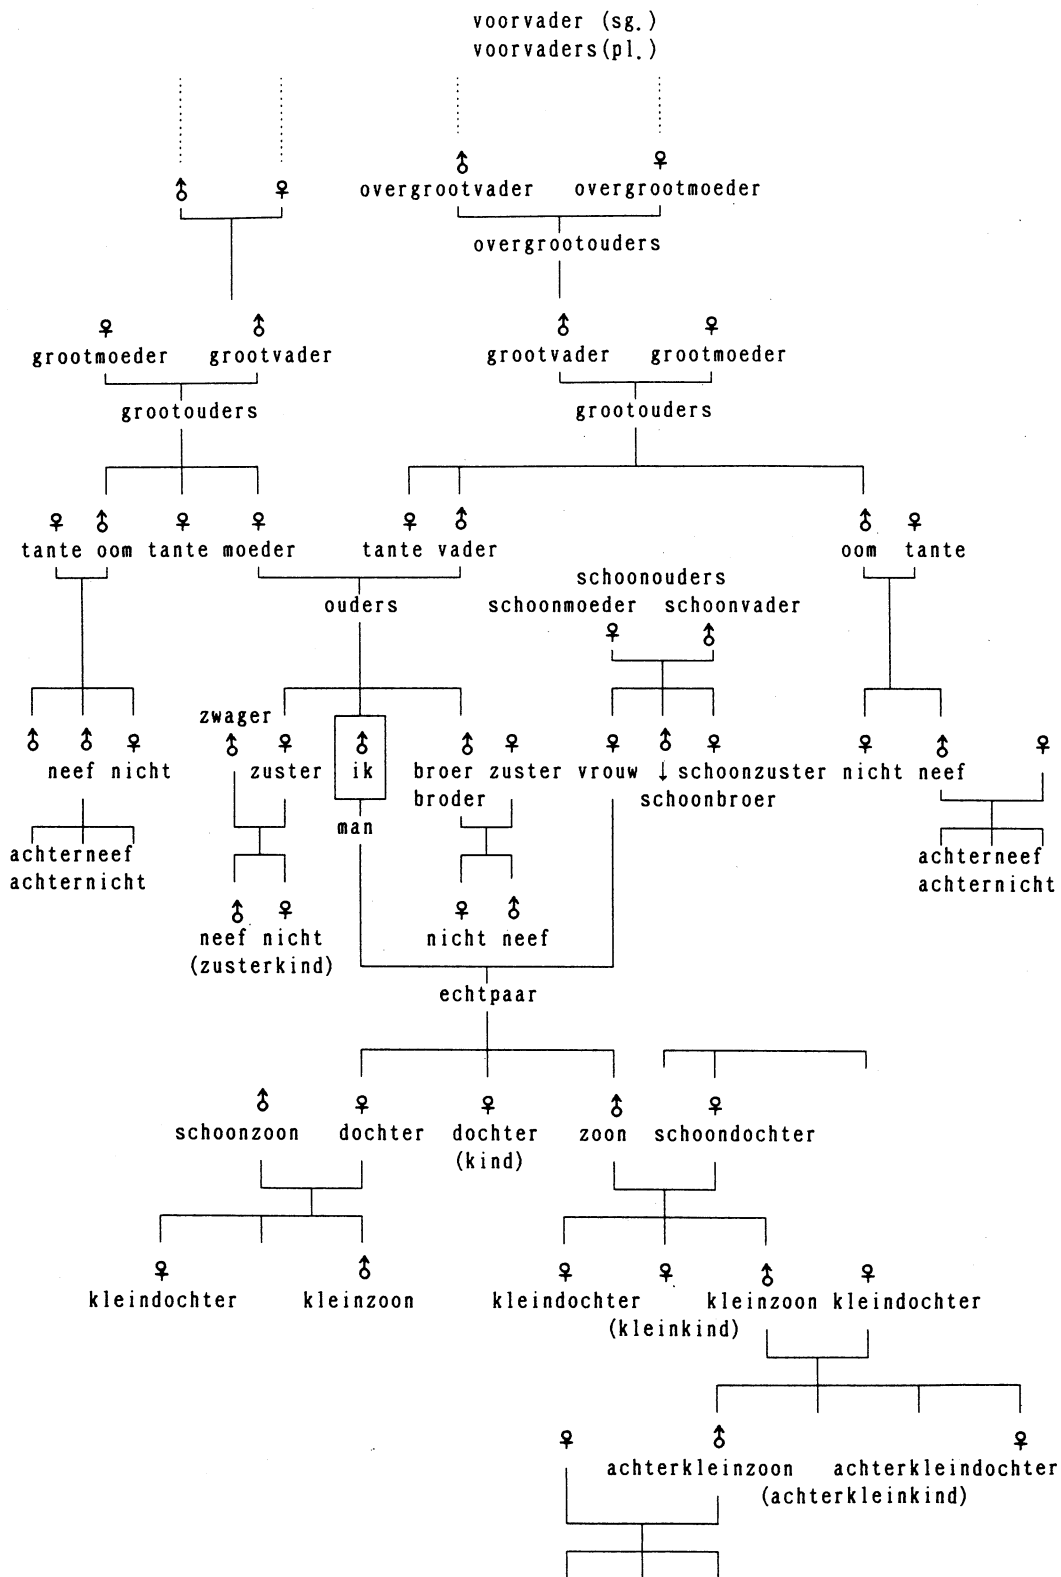 voorvader (sg.)
voorvaders(pl.)
overgrootvader overgrootmoeder
overgrootouders
grootmoeder grootvader grootvader grootmoeder
grootouders grootouders
tante oom tante moeder tante vader oom tante
schoonouders
ouders schoonmoeder schoonvader
zwager
neef nicht zuster ik broer zuster vrouw ↓ schoonzuster nicht neef
broder schoonbroer
man
achterneef achterneef
achternicht achternicht
neef nicht nicht neef
(zusterkind)
echtpaar
schoonzoon dochter dochter zoon schoondochter
(kind)
kleindochter kleinzoon kleindochter kleinzoon kleindochter
(kleinkind)
achterkleinzoon achterkleindochter
(achterkleinkind)